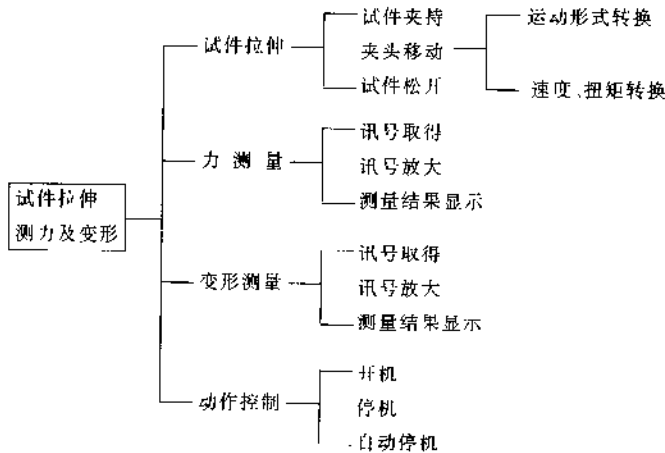 试件拉伸
测力及变形
试件拉伸
试件夹持
夹头移动
试件松开
运动形式转换
速度、扭矩转换
力测量
讯号取得
讯号放大
测量结果显示
变形测量
讯号取得
讯号放大
测量结果显示
动作控制
开机
停机
自动停机